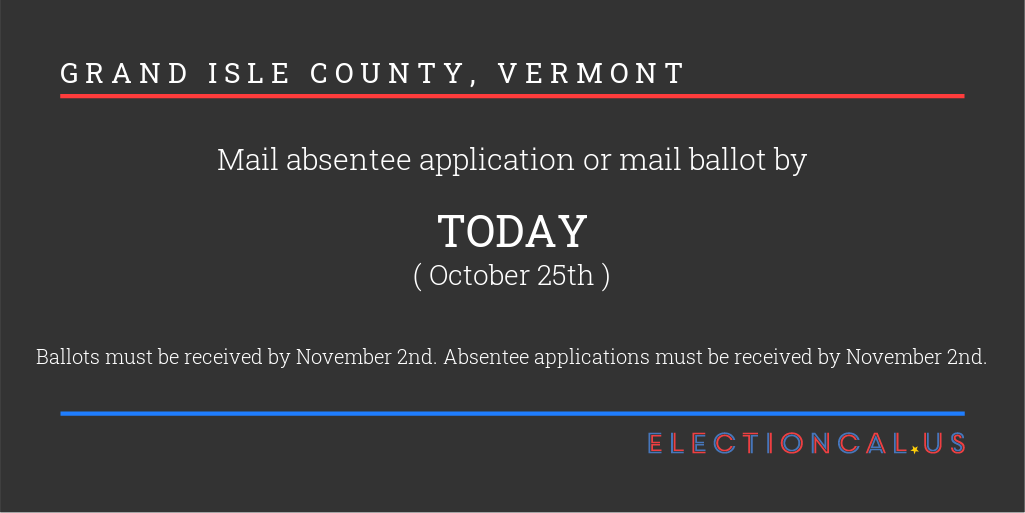 GRAND ISLE COUNTY, VERMONT
Mail absentee application or mail ballot by
TODAY
( October 25th )
Ballots must be received by November 2nd. Absentee applications must be received by November 2nd.
ELECTIONCAL.US